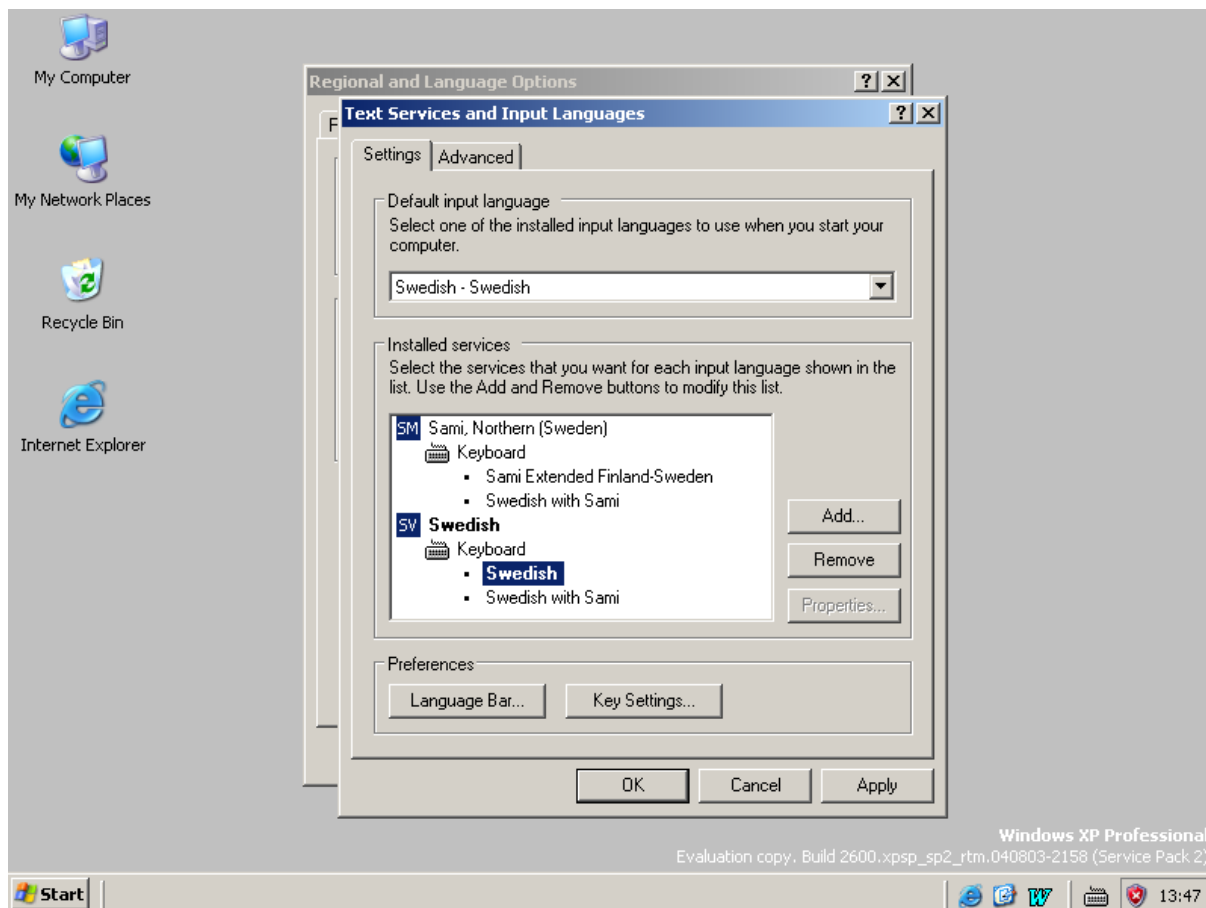 My Computer
My Network Places
Recycle Bin
Internet Explorer
Regional and Language Options
Text Services and Input Languages
Settings
Advanced
Default input language
Select one of the installed input languages to use when you start your
computer.
Swedish - Swedish
Installed services
Select the services that you want for each input language shown in the
list. Use the Add and Remove buttons to modify this list.
SM Sami, Northern (Sweden)
Keyboard
Sami Extended Finland-Sweden
Swedish with Sami
SV Swedish
Keyboard
Swedish
Swedish with Sami
Add...
Remove
Properties...
Preferences
Language Bar...
Key Settings...
OK
Cancel
Apply
Windows XP Professional
Evaluation copy. Build 2600.xpsp_sp2_rtm.040803-2158 (Service Pack 2)
Start
13:47